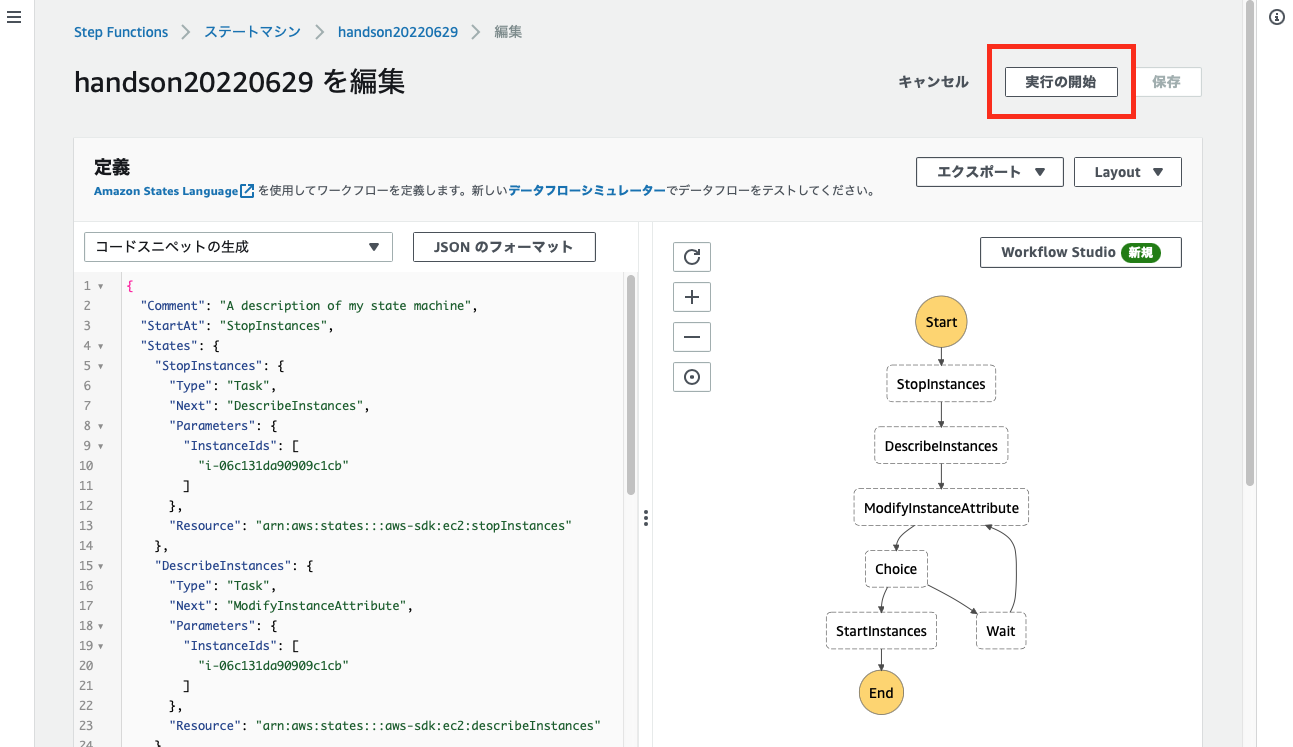 Step Functions > ステートマシン > handson20220629 > 編集
handson20220629 を編集
キャンセル
実行の開始
保存
定義
Amazon States Language を使用してワークフローを定義します。新しいデータフローシミュレーターでデータフローをテストしてください。
エクスポート ▼
Layout ▼
コードスニペットの生成 ▼
JSON のフォーマット
1 {
2 "Comment": "A description of my state machine",
3 "StartAt": "StopInstances",
4 "States": {
5 "StopInstances": {
6 "Type": "Task",
7 "Next": "DescribeInstances",
8 "Parameters": {
9 "InstanceIds": [
10 "i-06c131da90909c1cb"
11 ]
12 },
13 "Resource": "arn:aws:states:::aws-sdk:ec2:stopInstances"
14 },
15 "DescribeInstances": {
16 "Type": "Task",
17 "Next": "ModifyInstanceAttribute",
18 "Parameters": {
19 "InstanceIds": [
20 "i-06c131da90909c1cb"
21 ]
22 },
23 "Resource": "arn:aws:states:::aws-sdk:ec2:describeInstances"
24 }
Workflow Studio 新規
Start
StopInstances
DescribeInstances
ModifyInstanceAttribute
Choice
StartInstances
Wait
End